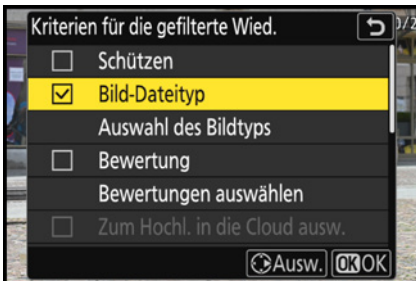 Kriterien für die gefilterte Wied.
Schützen
Bild-Dateityp
Auswahl des Bildtyps
Bewertung
Bewertungen auswählen
Zum Hochl. in die Cloud ausw.
Ausw. OK OK